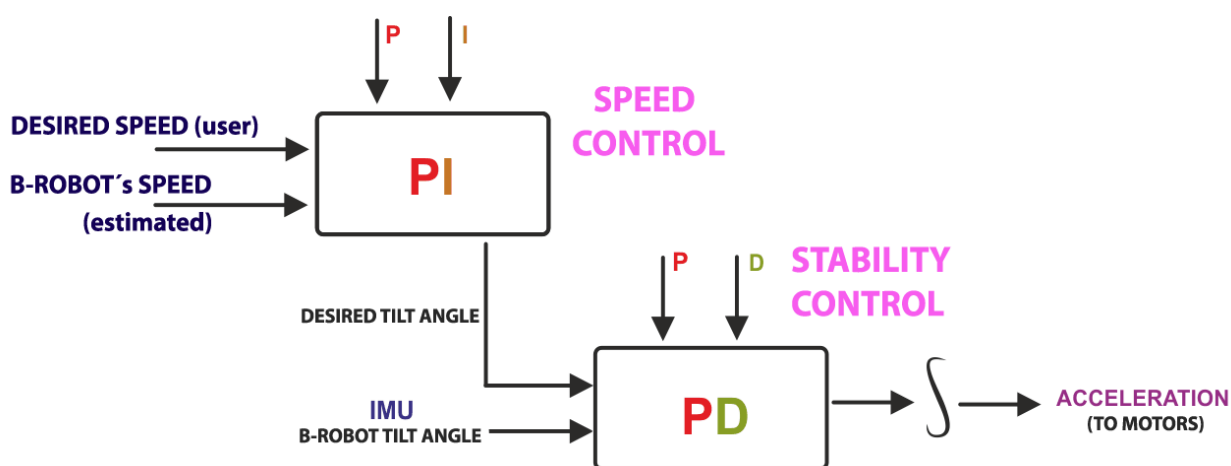 P
I
SPEED
CONTROL
DESIRED SPEED (user)
PI
B-ROBOT´s SPEED
(estimated)
P
D
STABILITY
CONTROL
DESIRED TILT ANGLE
PD
ACCELERATION
(TO MOTORS)
IMU
B-ROBOT TILT ANGLE